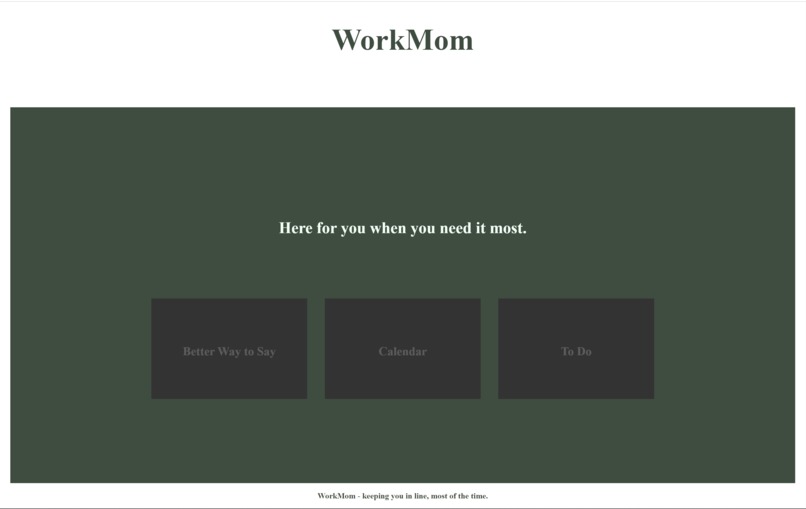 WorkMom
Here for you when you need it most.
Better Way to Say
Calendar
To Do
WorkMom - keeping you in line, most of the time.